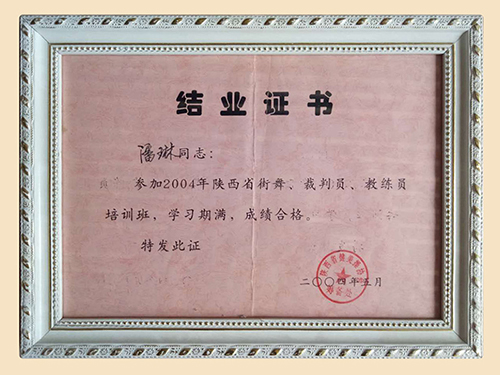 结业证书
潘琳同志：
参加2004年陕西省街舞、裁判员、教练员
培训班，学习期满，成绩合格。
特发此证
二〇〇四年五月